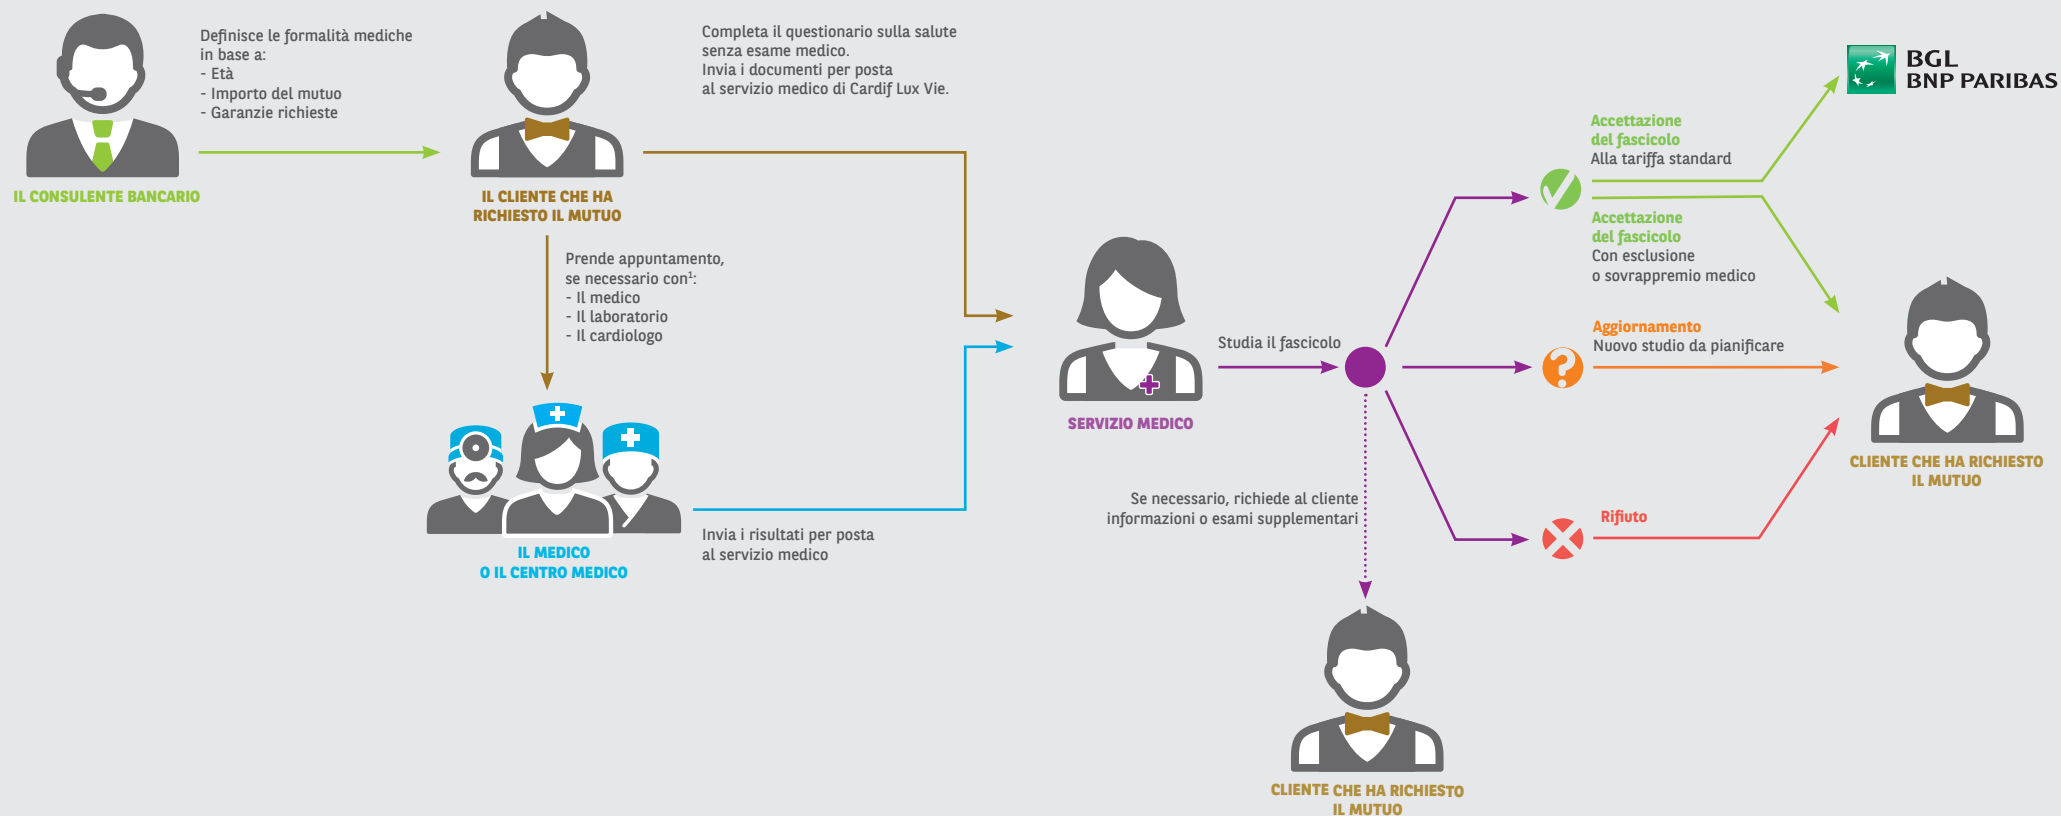 Definisce le formalità mediche
in base a:
- Età
- Importo del mutuo
- Garanzie richieste
IL CONSULENTE BANCARIO
IL CLIENTE CHE HA
RICHIESTO IL MUTUO
Completa il questionario sulla salute
senza esame medico.
Invia i documenti per posta
al servizio medico di Cardif Lux Vie.
Prende appuntamento,
se necessario con¹:
- Il medico
- Il laboratorio
- Il cardiologo
IL MEDICO
O IL CENTRO MEDICO
Invia i risultati per posta
al servizio medico
SERVIZIO MEDICO
Studia il fascicolo
Se necessario, richiede al cliente
informazioni o esami supplementari
CLIENTE CHE HA RICHIESTO
IL MUTUO
Accettazione
del fascicolo
Alla tariffa standard
Accettazione
del fascicolo
Con esclusione
o sovrappremio medico
Aggiornamento
Nuovo studio da pianificare
Rifiuto
BGL
BNP PARIBAS
CLIENTE CHE HA RICHIESTO
IL MUTUO